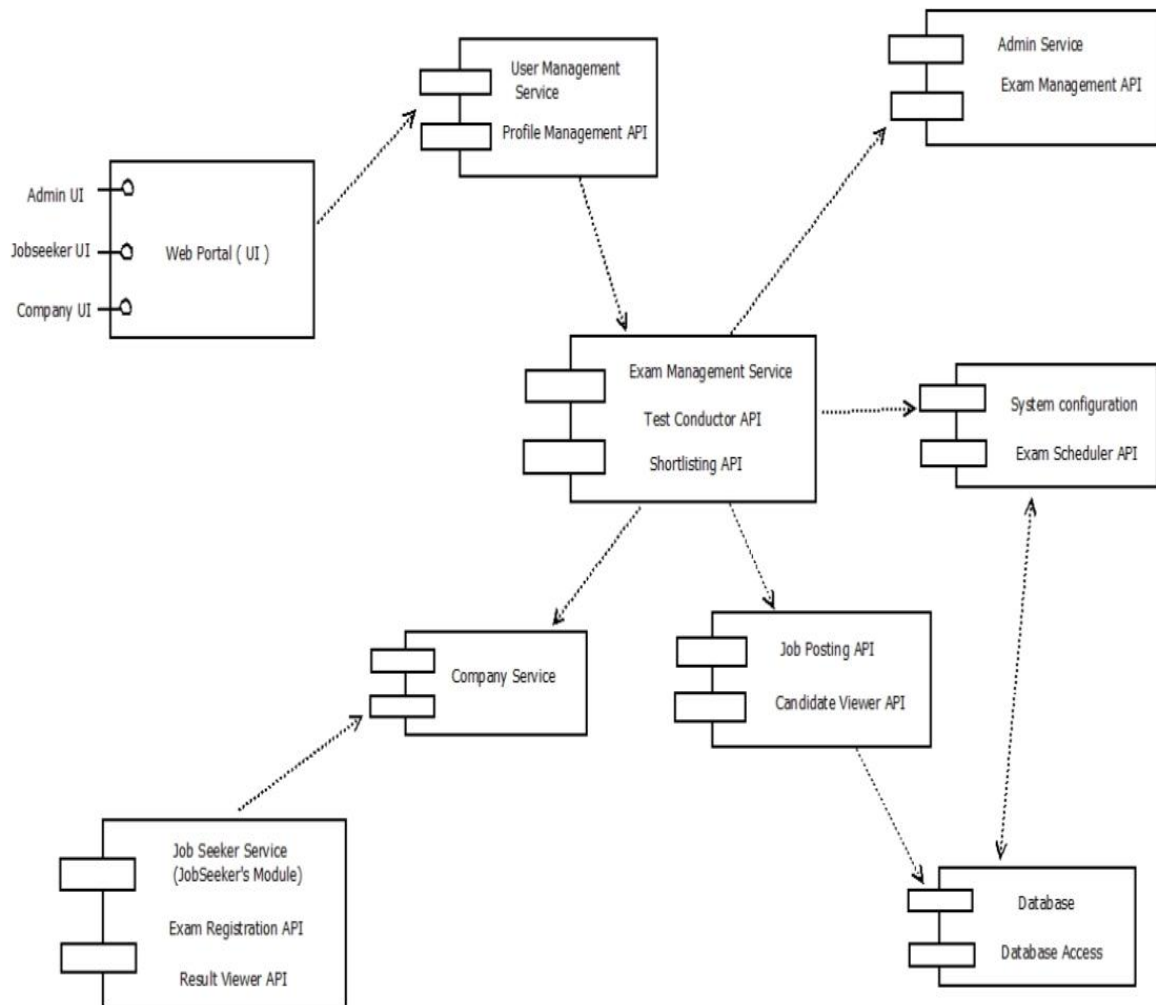 User Management
Service
Profile Management API
Admin Service
Exam Management API
Admin UI
Jobseeker UI
Company UI
Web Portal ( UI )
Exam Management Service
Test Conductor API
Shortlisting API
System configuration
Exam Scheduler API
Company Service
Job Posting API
Candidate Viewer API
Job Seeker Service
(JobSeeker's Module)
Exam Registration API
Result Viewer API
Database
Database Access